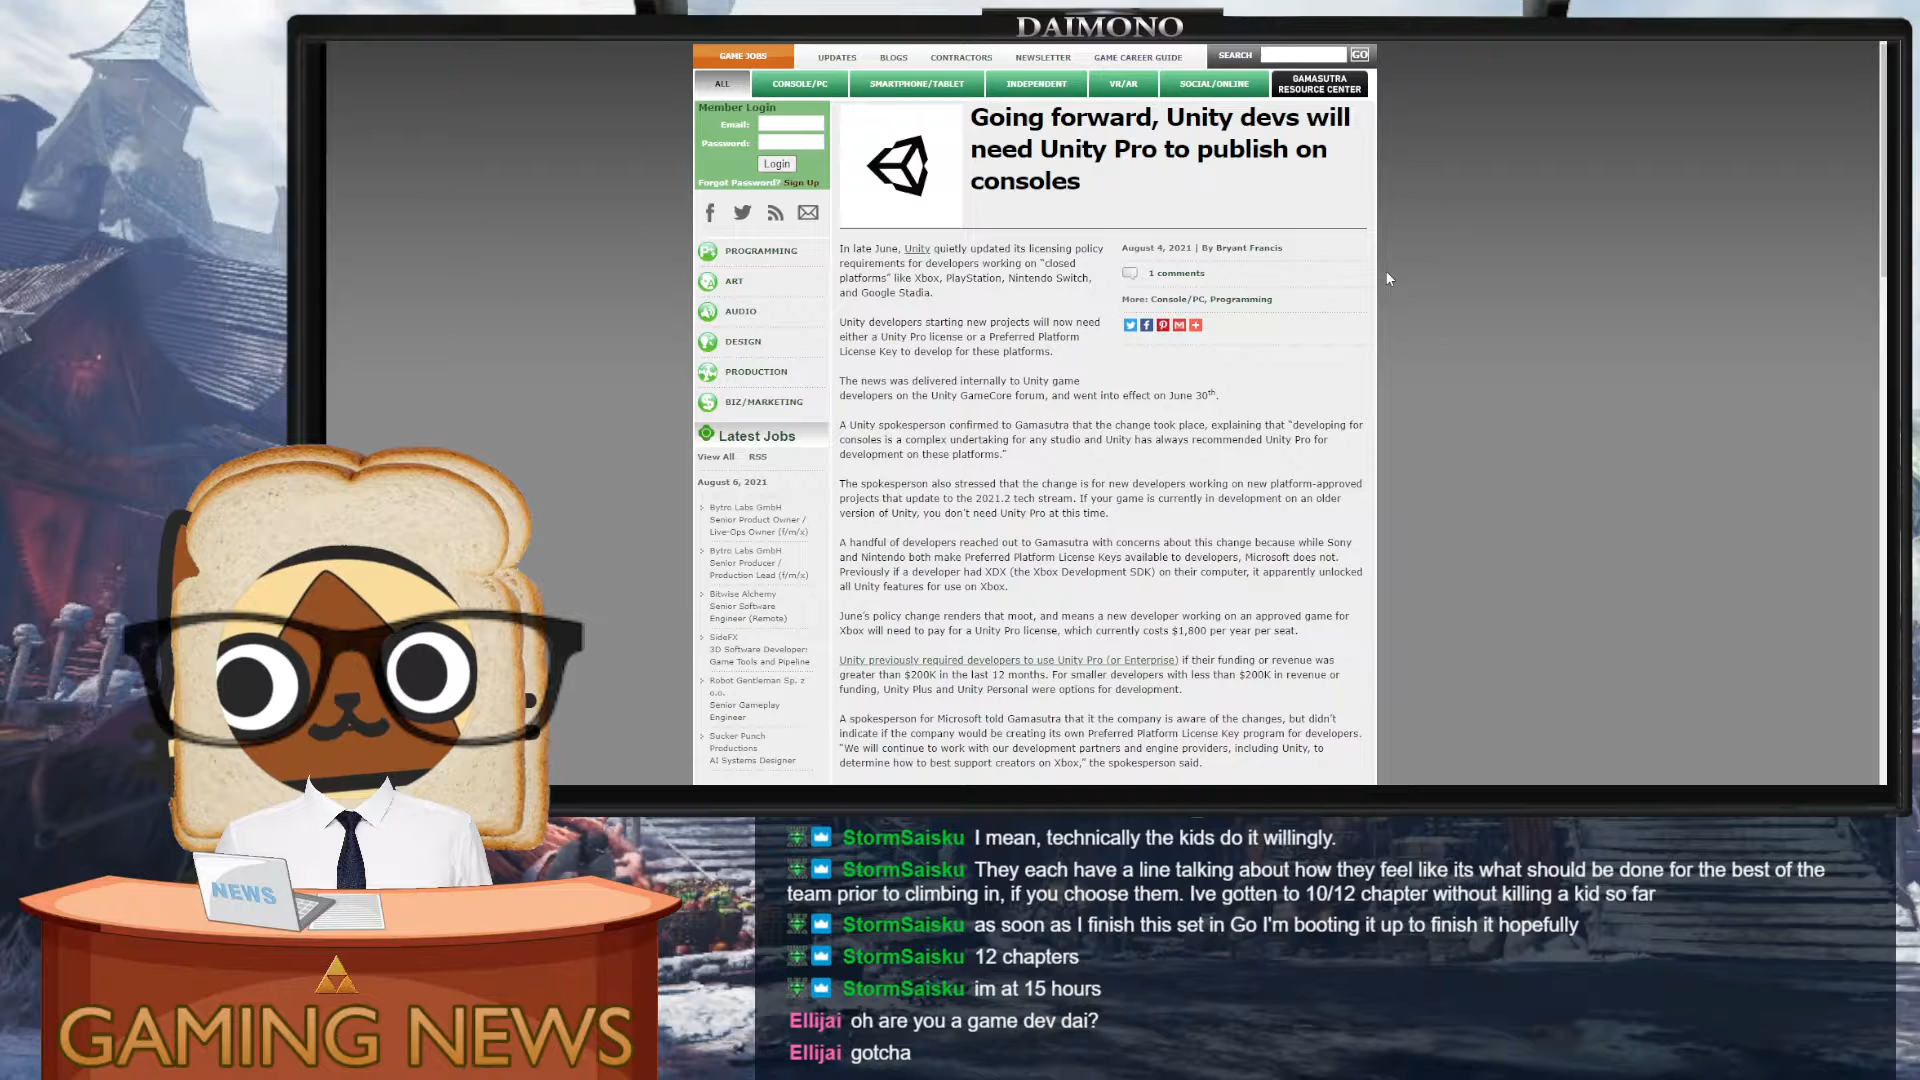 DAIMONO
GAME JOBS
UPDATES BLOGS CONTRACTORS NEWSLETTER GAME CAREER GUIDE
SEARCH GO
ALL CONSOLE/PC SMARTPHONE/TABLET INDEPENDENT VR/AR SOCIAL/ONLINE GAMASUTRA
RESOURCE CENTER
Member Login
Email:
Password:
Login
Forgot Password? Sign Up
PROGRAMMING
ART
AUDIO
DESIGN
PRODUCTION
BIZ/MARKETING
Latest Jobs
View All RSS
August 6, 2021
Bytro Labs GmbH
Senior Product Owner /
Live-Ops Owner (f/m/x)
Bytro Labs GmbH
Senior Producer /
Production Lead (f/m/x)
Bitwise Alchemy
Senior Software
Engineer (Remote)
SideFX
3D Software Developer:
Game Tools and Pipeline
Robot Gentleman Sp. z
o.o.
Senior Gameplay
Engineer
Sucker Punch
Productions
AI Systems Designer
Going forward, Unity devs will
need Unity Pro to publish on
consoles
August 4, 2021 | By Bryant Francis
1 comments
More: Console/PC, Programming
In late June, Unity quietly updated its licensing policy
requirements for developers working on "closed
platforms" like Xbox, PlayStation, Nintendo Switch,
and Google Stadia.
Unity developers starting new projects will now need
either a Unity Pro license or a Preferred Platform
License Key to develop for these platforms.
The news was delivered internally to Unity game
developers on the Unity GameCore forum, and went into effect on June 30th.
A Unity spokesperson confirmed to Gamasutra that the change took place, explaining that "developing for
consoles is a complex undertaking for any studio and Unity has always recommended Unity Pro for
development on these platforms."
The spokesperson also stressed that the change is for new developers working on new platform-approved
projects that update to the 2021.2 tech stream. If your game is currently in development on an older
version of Unity, you don't need Unity Pro at this time.
A handful of developers reached out to Gamasutra with concerns about this change because while Sony
and Nintendo both make Preferred Platform License Keys available to developers, Microsoft does not.
Previously if a developer had XDX (the Xbox Development SDK) on their computer, it apparently unlocked
all Unity features for use on Xbox.
June's policy change renders that moot, and means a new developer working on an approved game for
Xbox will need to pay for a Unity Pro license, which currently costs $1,800 per year per seat.
Unity previously required developers to use Unity Pro (or Enterprise) if their funding or revenue was
greater than $200K in the last 12 months. For smaller developers with less than $200K in revenue or
funding, Unity Plus and Unity Personal were options for development.
A spokesperson for Microsoft told Gamasutra that it the company is aware of the changes, but didn't
indicate if the company would be creating its own Preferred Platform License Key program for developers.
"We will continue to work with our development partners and engine providers, including Unity, to
determine how to best support creators on Xbox," the spokesperson said.
NEWS
GAMING NEWS
StormSaisku I mean, technically the kids do it willingly.
StormSaisku They each have a line talking about how they feel like its what should be done for the best of the
team prior to climbing in, if you choose them. Ive gotten to 10/12 chapter without killing a kid so far
StormSaisku as soon as I finish this set in Go I'm booting it up to finish it hopefully
StormSaisku 12 chapters
StormSaisku im at 15 hours
Ellijai oh are you a game dev dai?
Ellijai gotcha